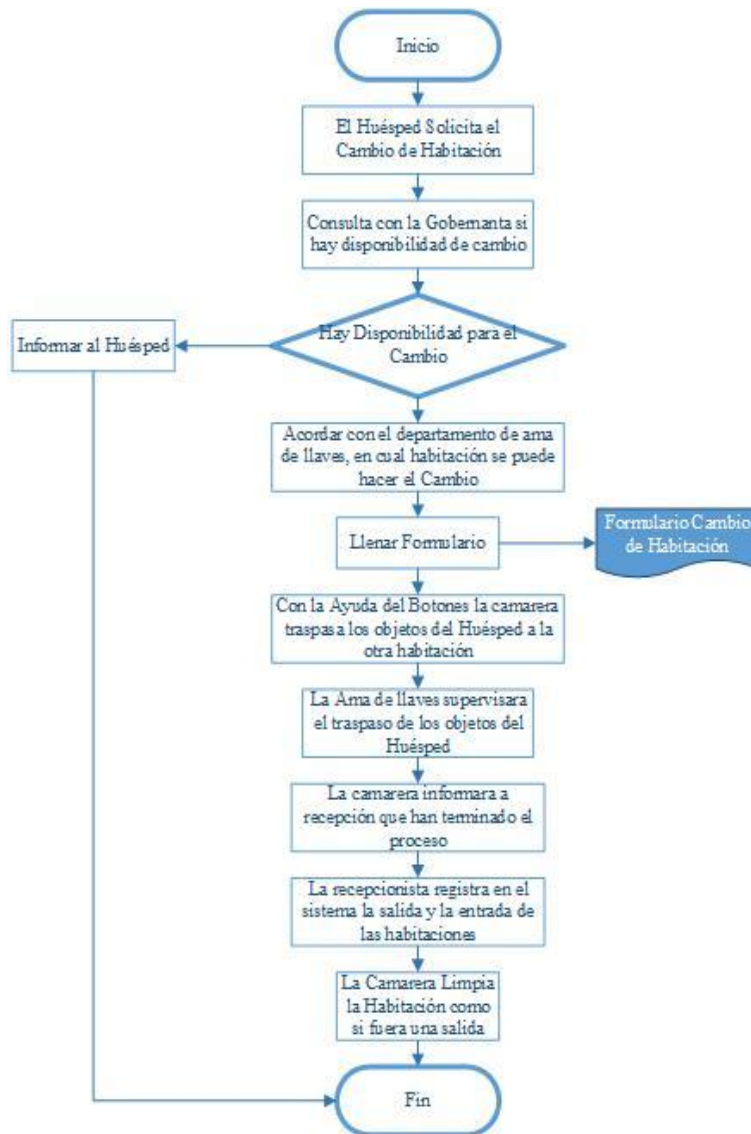 Inicio
El Huésped Solicita el
Cambio de Habitación
Consulta con la Gobernanta si
hay disponibilidad de cambio
Hay Disponibilidad para el
Cambio
Informar al Huésped
Acordar con el departamento de ama
de llaves, en cual habitación se puede
hacer el Cambio
Llenar Formulario
Formulario Cambio
de Habitación
Con la Ayuda del Botones la camarera
traspasa los objetos del Huésped a la
otra habitación
La Ama de llaves supervisara
el traspaso de los objetos del
Huésped
La camarera informara a
recepción que han terminado el
proceso
La recepcionista registra en el
sistema la salida y la entrada de
las habitaciones
La Camarera Limpia
la Habitación como
si fuera una salida
Fin